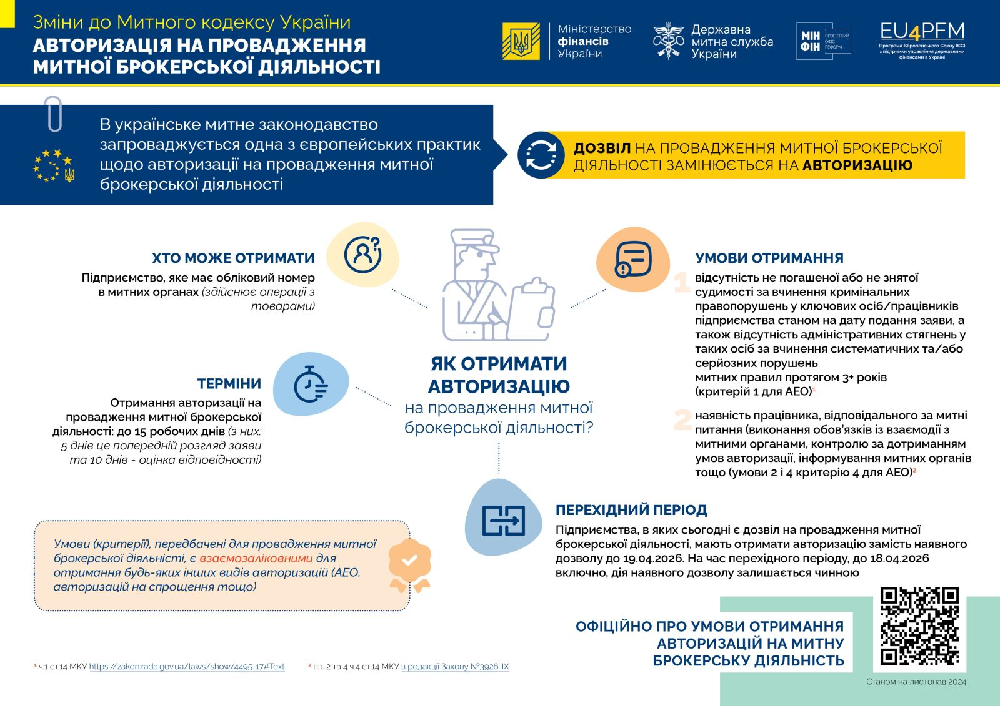 Зміни до Митного кодексу України
АВТОРИЗАЦІЯ НА ПРОВАДЖЕННЯ
МИТНОЇ БРОКЕРСЬКОЇ ДІЯЛЬНОСТІ
Міністерство
фінансів
України
Державна
митна служба
України
МІН
ФІН
ПРОЕКТНИЙ
ОФІС
РЕФОРМ
EU4PFM
Програма Європейського Союзу (ЄС)
з підтримки управління державними
фінансами в Україні
В українське митне законодавство
запроваджується одна з європейських практик
щодо авторизації на провадження митної
брокерської діяльності
ДОЗВІЛ НА ПРОВАДЖЕННЯ МИТНОЇ БРОКЕРСЬКОЇ
ДІЯЛЬНОСТІ ЗАМІНЮЄТЬСЯ НА АВТОРИЗАЦІЮ
ХТО МОЖЕ ОТРИМАТИ
Підприємство, яке має обліковий номер
в митних органах (здійснює операції з
товарами)
ТЕРМІНИ
Отримання авторизації на
провадження митної брокерської
діяльності: до 15 робочих днів (з них:
5 днів це попередній розгляд заяви
та 10 днів - оцінка відповідності)
ЯК ОТРИМАТИ
АВТОРИЗАЦІЮ
на провадження митної
брокерської діяльності?
УМОВИ ОТРИМАННЯ
1 відсутність не погашеної або не знятої
судимості за вчинення кримінальних
правопорушень у ключових осіб/працівників
підприємства станом на дату подання заяви, а
також відсутність адміністративних стягнень у
таких осіб за вчинення систематичних та/або
серйозних порушень
митних правил протягом 3+ років
(критерій 1 для АЕО)¹
2 наявність працівника, відповідального за митні
питання (виконання обов’язків із взаємодії з
митними органами, контролю за дотриманням
умов авторизації, інформування митних органів
тощо (умови 2 і 4 критерію 4 для АЕО)²
ПЕРЕХІДНИЙ ПЕРІОД
Підприємства, в яких сьогодні є дозвіл на провадження митної
брокерської діяльності, мають отримати авторизацію замість наявного
дозволу до 19.04.2026. На час перехідного періоду, до 18.04.2026
включно, дія наявного дозволу залишається чинною
Умови (критерії), передбачені для провадження митної
брокерської діяльністі, є взаємозаліковними для
отримання будь-яких інших видів авторизацій (АЕО,
авторизацій на спрощення тощо)
ОФІЦІЙНО ПРО УМОВИ ОТРИМАННЯ
АВТОРИЗАЦІЙ НА МИТНУ
БРОКЕРСЬКУ ДІЯЛЬНІСТЬ
¹ ч.1 ст.14 МКУ https://zakon.rada.gov.ua/laws/show/4495-17#Text
² пп. 2 та 4 ч.4 ст.14 МКУ в редакції Закону №3926-IX
Станом на листопад 2024